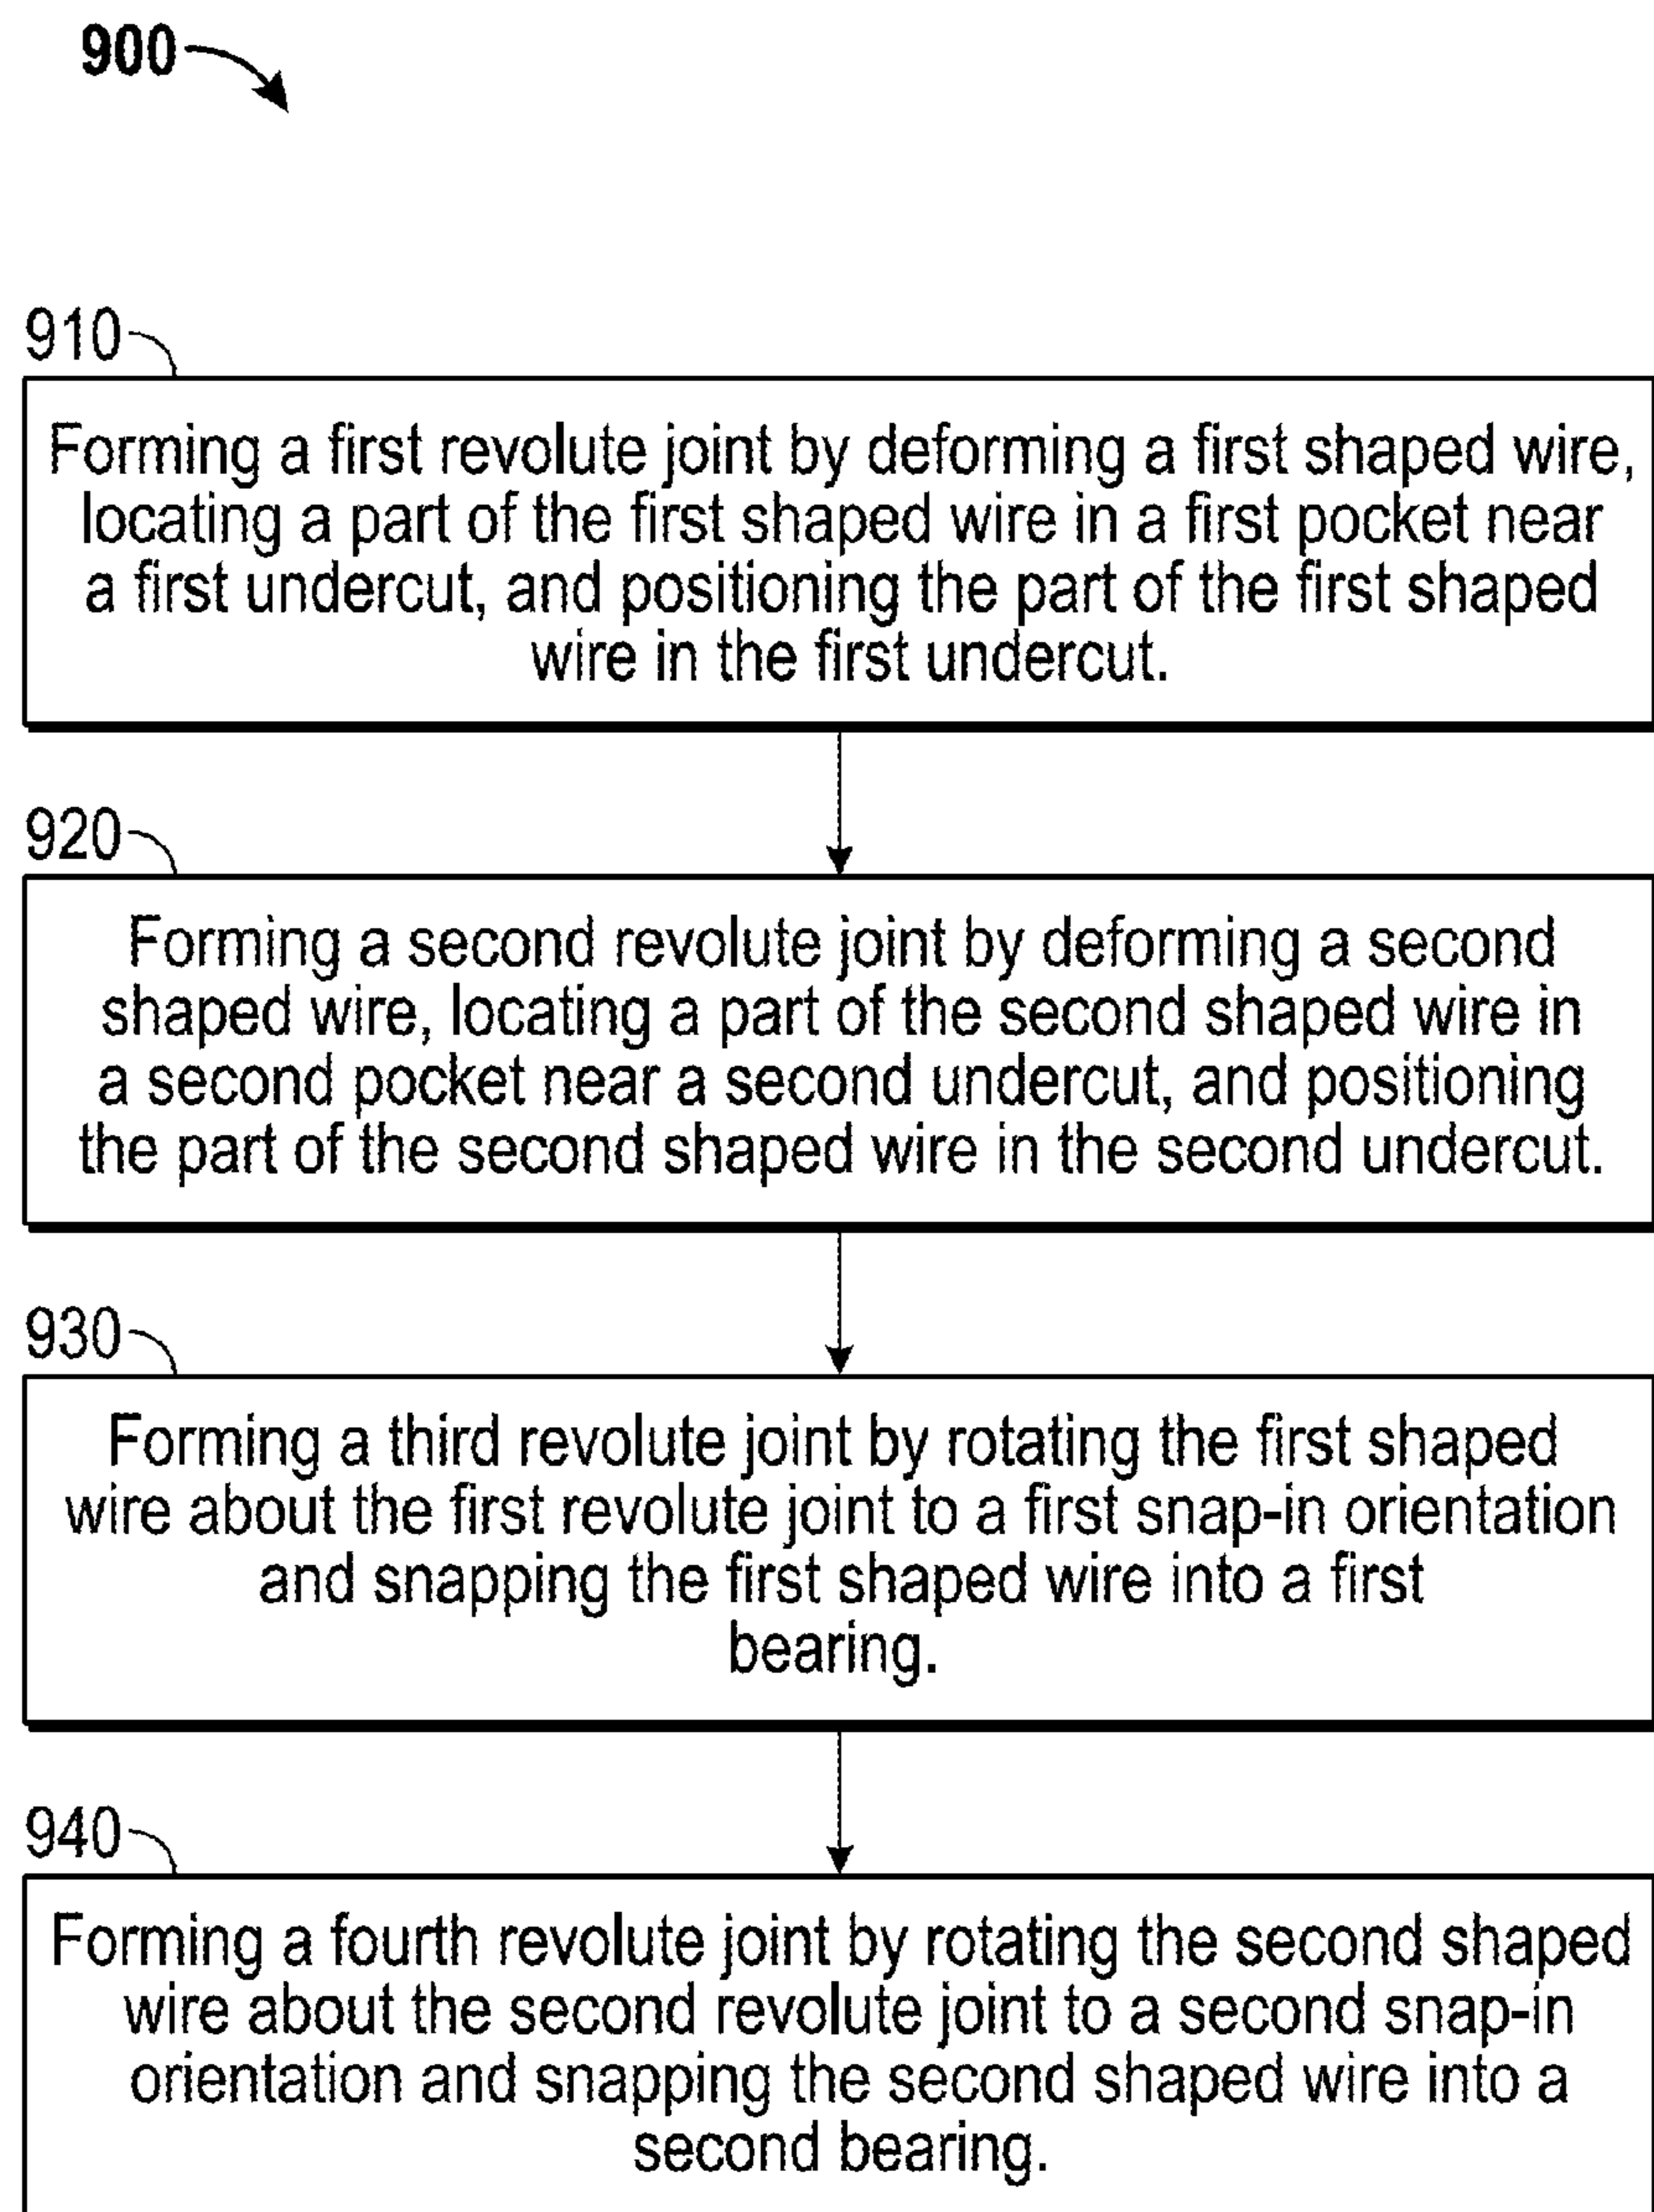 900
910
Forming a first revolute joint by deforming a first shaped wire,
locating a part of the first shaped wire in a first pocket near
a first undercut, and positioning the part of the first shaped
wire in the first undercut.
920
Forming a second revolute joint by deforming a second
shaped wire, locating a part of the second shaped wire in
a second pocket near a second undercut, and positioning
the part of the second shaped wire in the second undercut.
930
Forming a third revolute joint by rotating the first shaped
wire about the first revolute joint to a first snap-in orientation
and snapping the first shaped wire into a first
bearing.
940
Forming a fourth revolute joint by rotating the second shaped
wire about the second revolute joint to a second snap-in
orientation and snapping the second shaped wire into a
second bearing.